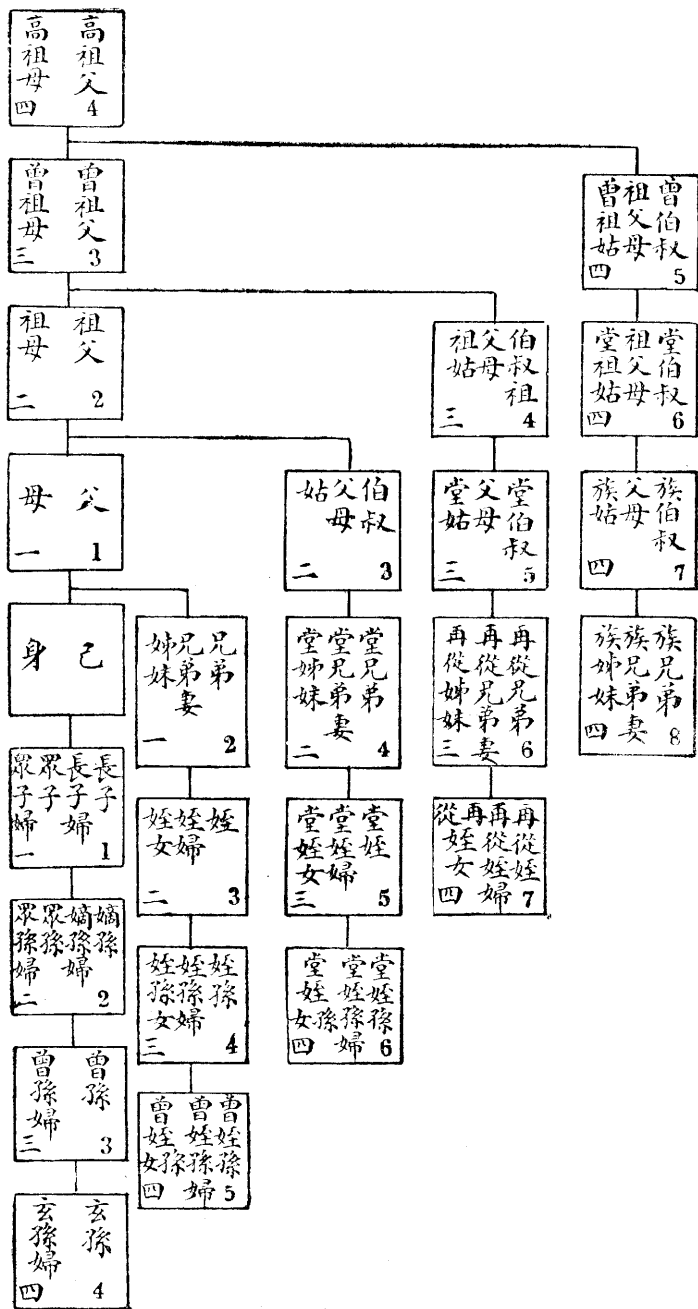 高祖父 4
高祖母 四
曾祖父 3
曾祖母 三
曾伯叔 5
祖父母
曾祖姑 四
祖父 2
祖母 二
伯叔祖 4
父母
祖姑 三
堂伯叔 6
祖父母
堂祖姑 四
父 1
母 一
伯叔 3
父母
姑 二
堂伯叔 5
父母
堂姑 三
族伯叔 7
父母
族姑 四
己
身
兄弟 2
兄弟妻
姊妹 一
堂兄弟 4
堂兄弟妻
堂姊妹 二
再從兄弟 6
再從兄弟妻
再從姊妹 三
族兄弟 8
族兄弟妻
族姊妹 四
長子 1
長子婦
眾子
眾子婦 一
姪 3
姪婦
姪女 二
堂姪 5
堂姪婦
堂姪女 三
再從姪 7
再從姪婦
再從姪女 四
嫡孫 2
嫡孫婦
眾孫
眾孫婦 二
姪孫 4
姪孫婦
姪孫女 三
堂姪孫 6
堂姪孫婦
堂姪孫女 四
曾孫 3
曾孫婦 三
曾姪孫 5
曾姪孫婦
曾姪孫女 四
玄孫 4
玄孫婦 四